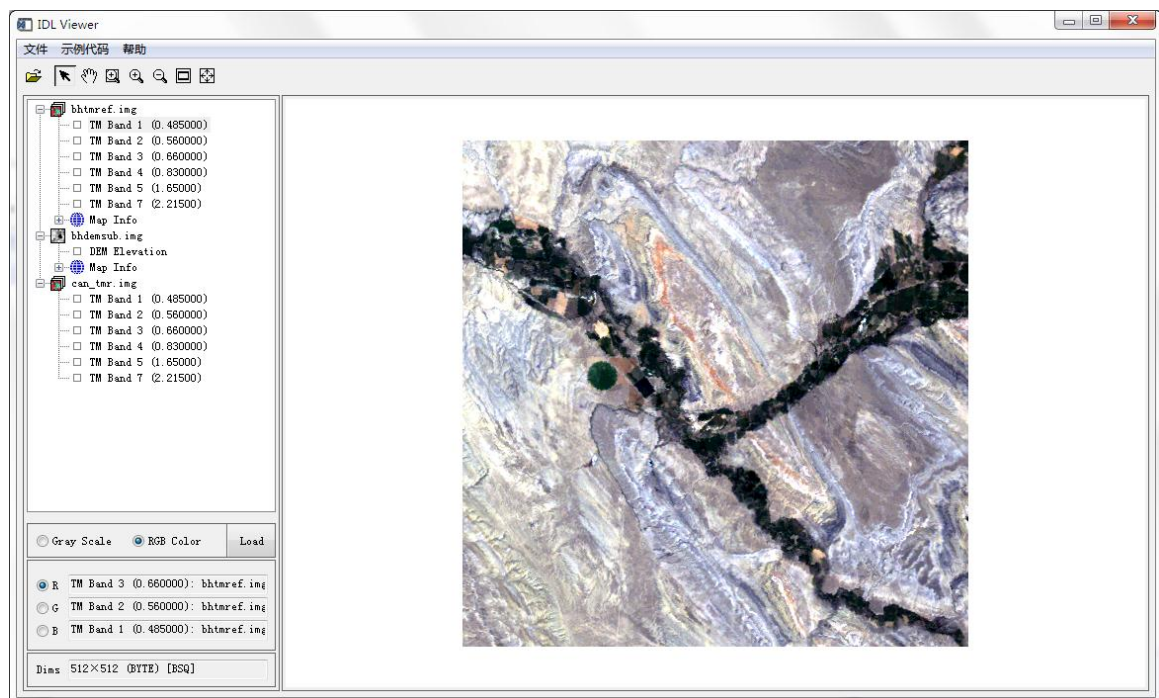 IDL Viewer
文件 示例代码 帮助
bhtmref.img
TM Band 1 (0.485000)
TM Band 2 (0.560000)
TM Band 3 (0.660000)
TM Band 4 (0.830000)
TM Band 5 (1.65000)
TM Band 7 (2.21500)
Map Info
bhdemsub.img
DEM Elevation
Map Info
can_tmr.img
TM Band 1 (0.485000)
TM Band 2 (0.560000)
TM Band 3 (0.660000)
TM Band 4 (0.830000)
TM Band 5 (1.65000)
TM Band 7 (2.21500)
Gray Scale RGB Color Load
R TM Band 3 (0.660000): bhtmref.img
G TM Band 2 (0.560000): bhtmref.img
B TM Band 1 (0.485000): bhtmref.img
Dims 512×512 (BYTE) [BSQ]